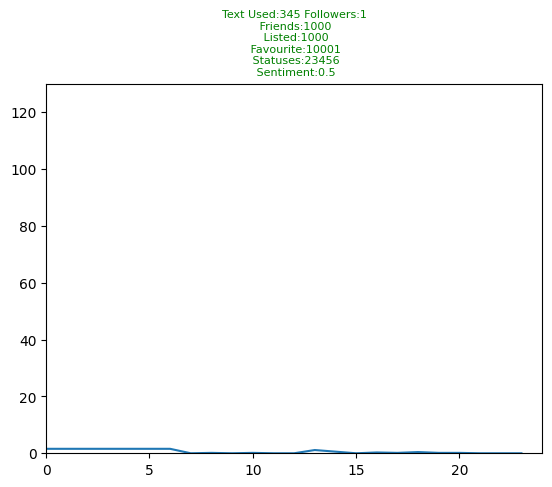 Text Used:345 Followers:1
Friends:1000
Listed:1000
Favourite:10001
Statuses:23456
Sentiment:0.5
120
100
80
60
40
20
0
0 5 10 15 20